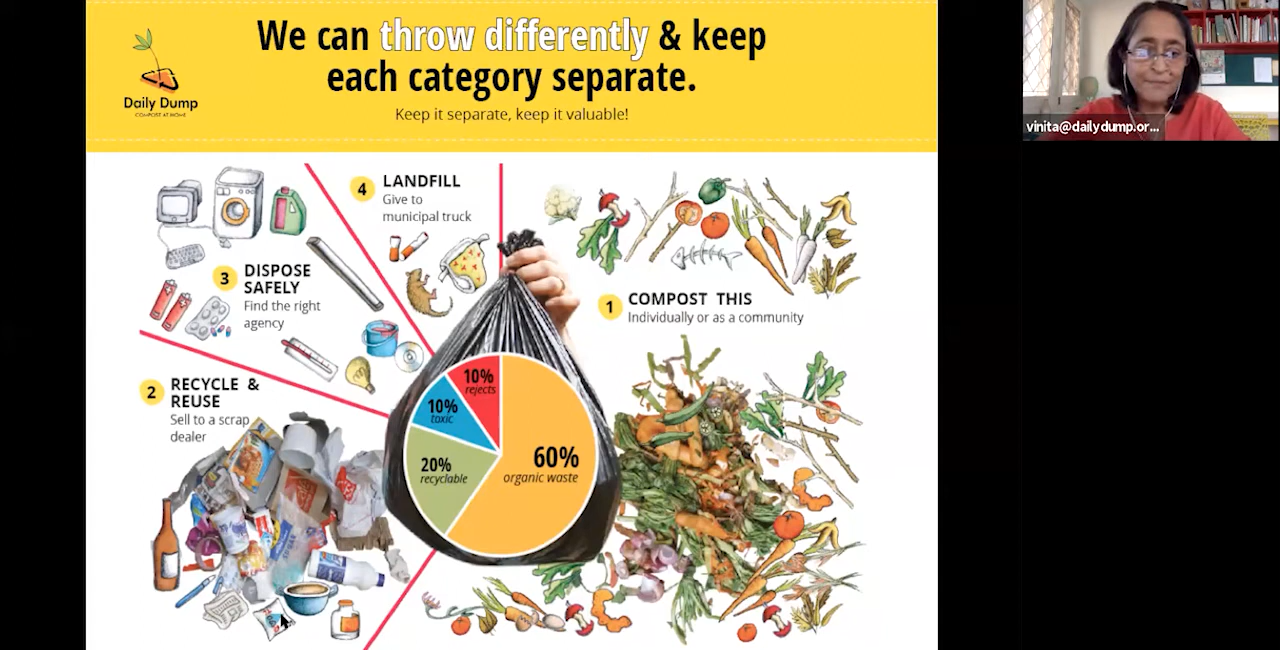 We can throw differently & keep
each category separate.
Keep it separate, keep it valuable!
Daily Dump
COMPOST AT HOME
vinita@dailydump.or...
4 LANDFILL
Give to
municipal truck
3 DISPOSE
SAFELY
Find the right
agency
1 COMPOST THIS
Individually or as a community
2 RECYCLE &
REUSE
Sell to a scrap
dealer
10%
rejects
10%
toxic
20%
recyclable
60%
organic waste